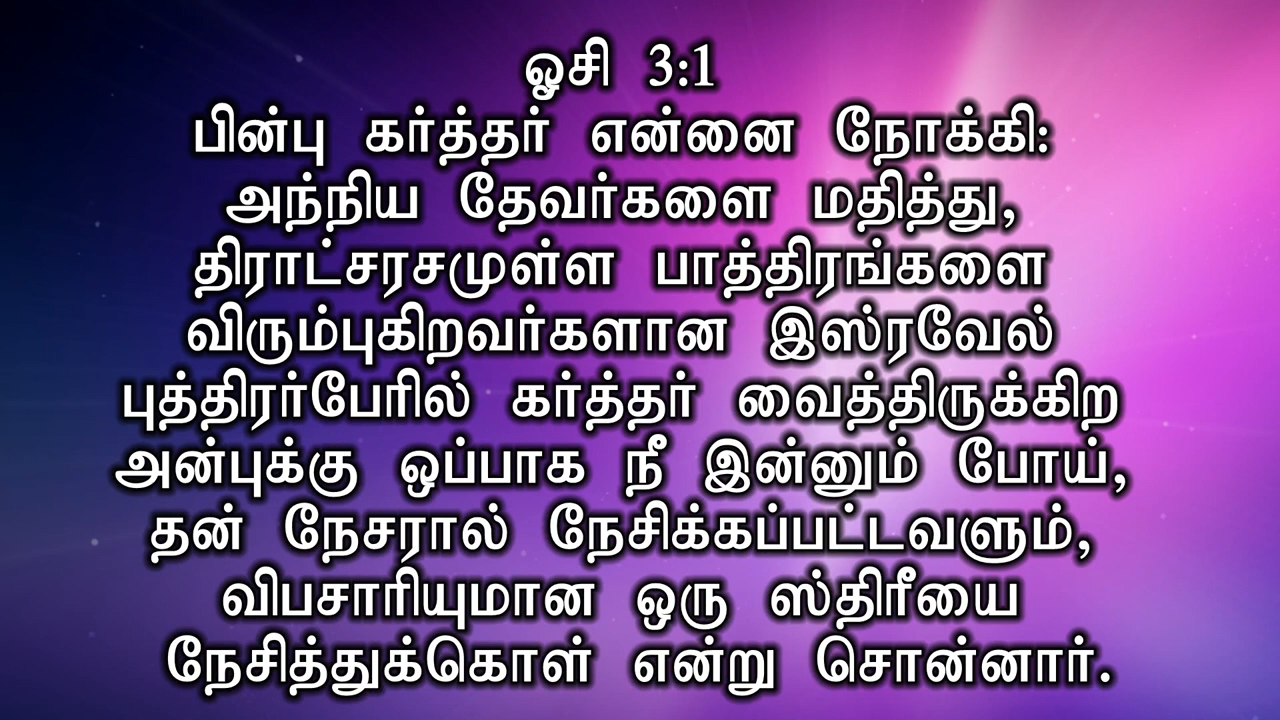 ஓசி 3:1
பின்பு கர்த்தர் என்னை நோக்கி:
அந்நிய தேவர்களை மதித்து,
திராட்சரசமுள்ள பாத்திரங்களை
விரும்புகிறவர்களான இஸ்ரவேல்
புத்திரர்பேரில் கர்த்தர் வைத்திருக்கிற
அன்புக்கு ஒப்பாக நீ இன்னும் போய்,
தன் நேசரால் நேசிக்கப்பட்டவளும்,
விபசாரியுமான ஒரு ஸ்திரீயை
நேசித்துக்கொள் என்று சொன்னார்.